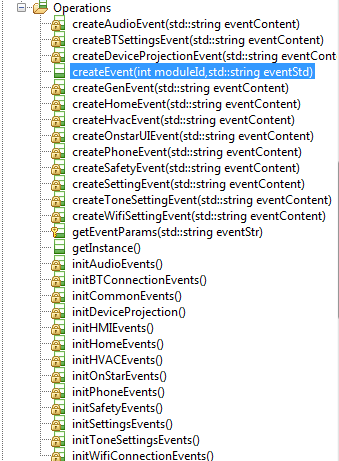 Operations
createAudioEvent(std::string eventContent)
createBTSettingsEvent(std::string eventContent)
createDeviceProjectionEvent(std::string eventCont
createEvent(int moduleId,std::string eventStd)
createGenEvent(std::string eventContent)
createHomeEvent(std::string eventContent)
createHvacEvent(std::string eventContent)
createOnstarUIEvent(std::string eventContent)
createPhoneEvent(std::string eventContent)
createSafetyEvent(std::string eventContent)
createSettingEvent(std::string eventContent)
createToneSettingEvent(std::string eventContent)
createWifiSettingEvent(std::string eventContent)
getEventParams(std::string eventStr)
getInstance()
initAudioEvents()
initBTConnectionEvents()
initCommonEvents()
initDeviceProjection()
initHMIEvents()
initHomeEvents()
initHVACEvents()
initOnStarEvents()
initPhoneEvents()
initSafetyEvents()
initSettingsEvents()
initToneSettingsEvents()
initWifiConnectionEvents()